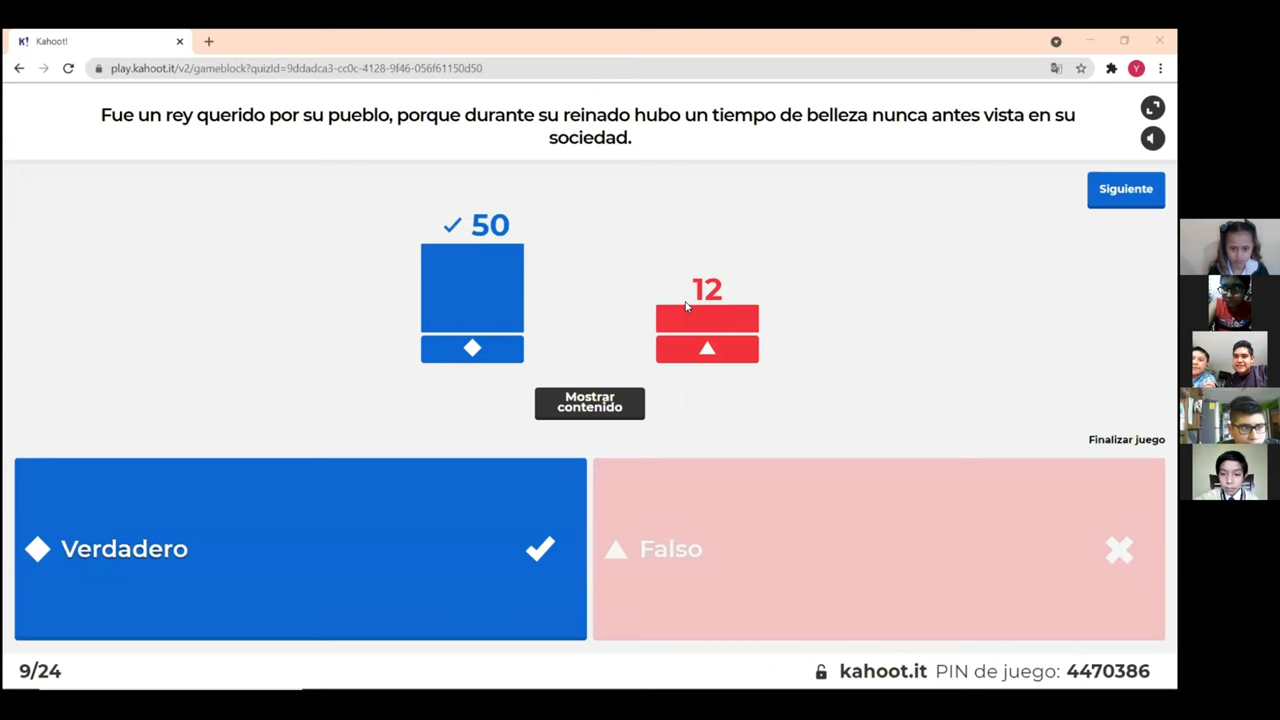 K! Kahoot!
play.kahoot.it/v2/gameblock?quizId=9ddadca3-cc0c-4128-9f46-056f61150d50
Y
Fue un rey querido por su pueblo, porque durante su reinado hubo un tiempo de belleza nunca antes vista en su
sociedad.
Siguiente
50
12
Mostrar
contenido
Finalizar juego
Verdadero
Falso
9/24
kahoot.it PIN de juego: 4470386